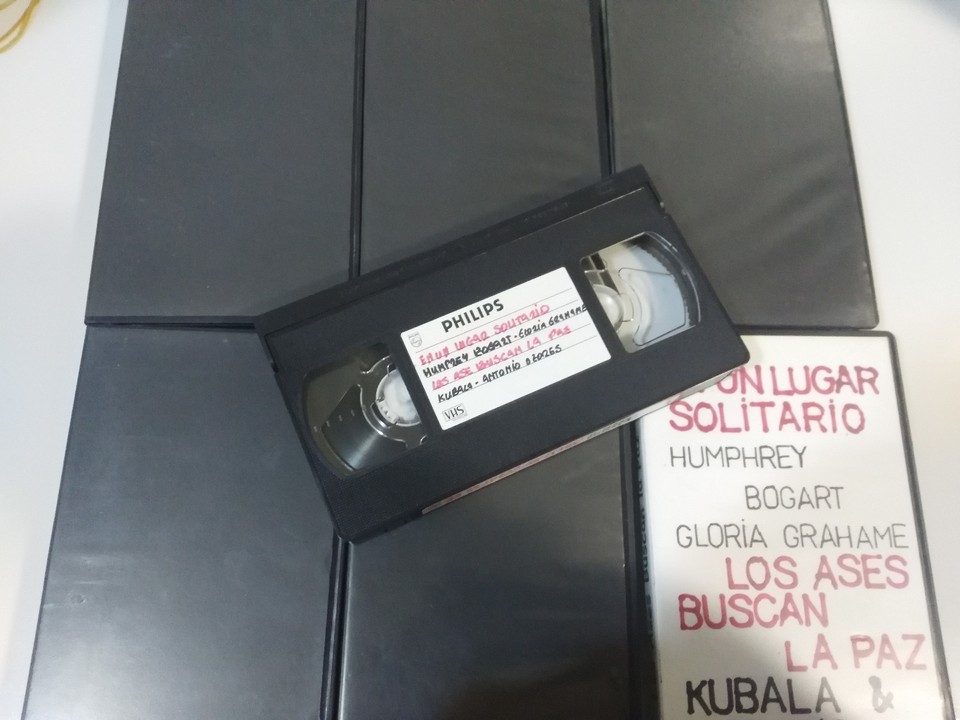 PHILIPS
EN UN LUGAR SOLITARIO
HUMPHREY BOGART - GLORIA GRAHAME
LOS ASES BUSCAN LA PAZ
KUBALA - ANTONIO OZORES
VHS
UN LUGAR
SOLITARIO
HUMPHREY
BOGART
GLORIA GRAHAME
LOS ASES
BUSCAN
LA PAZ
KUBALA &